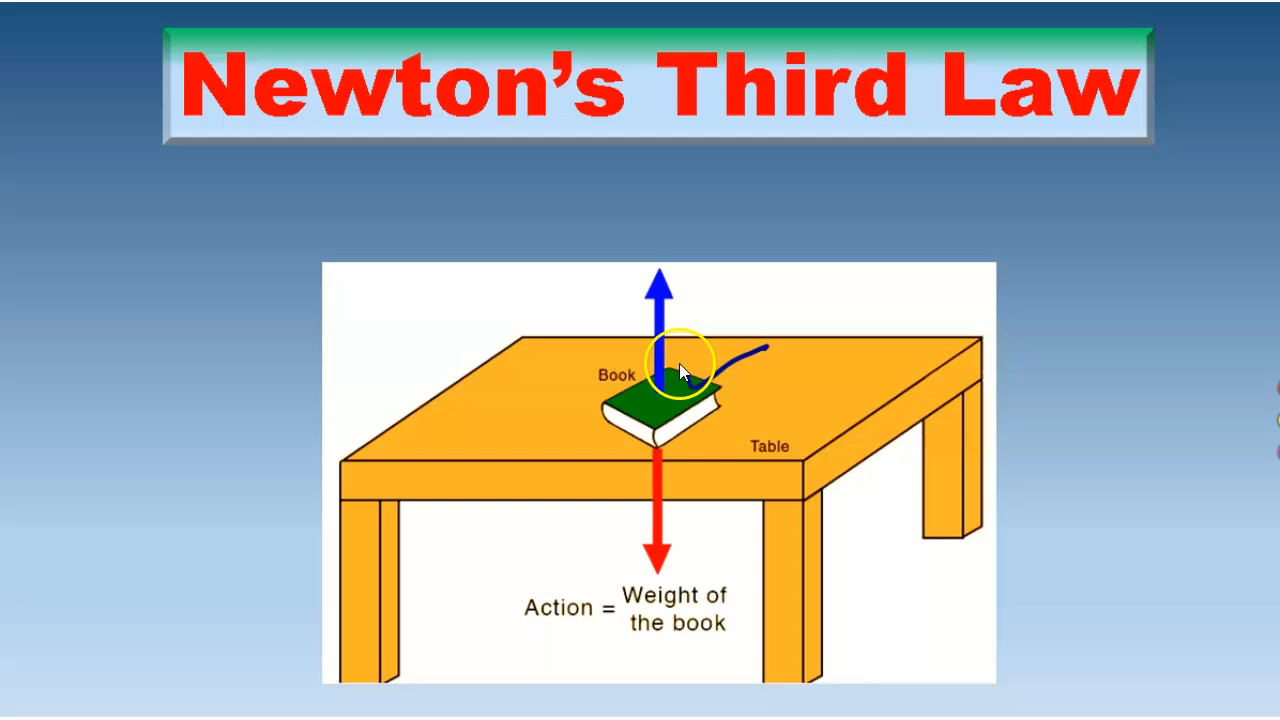 Newton's Third Law
Book
Table
Action = Weight of
the book